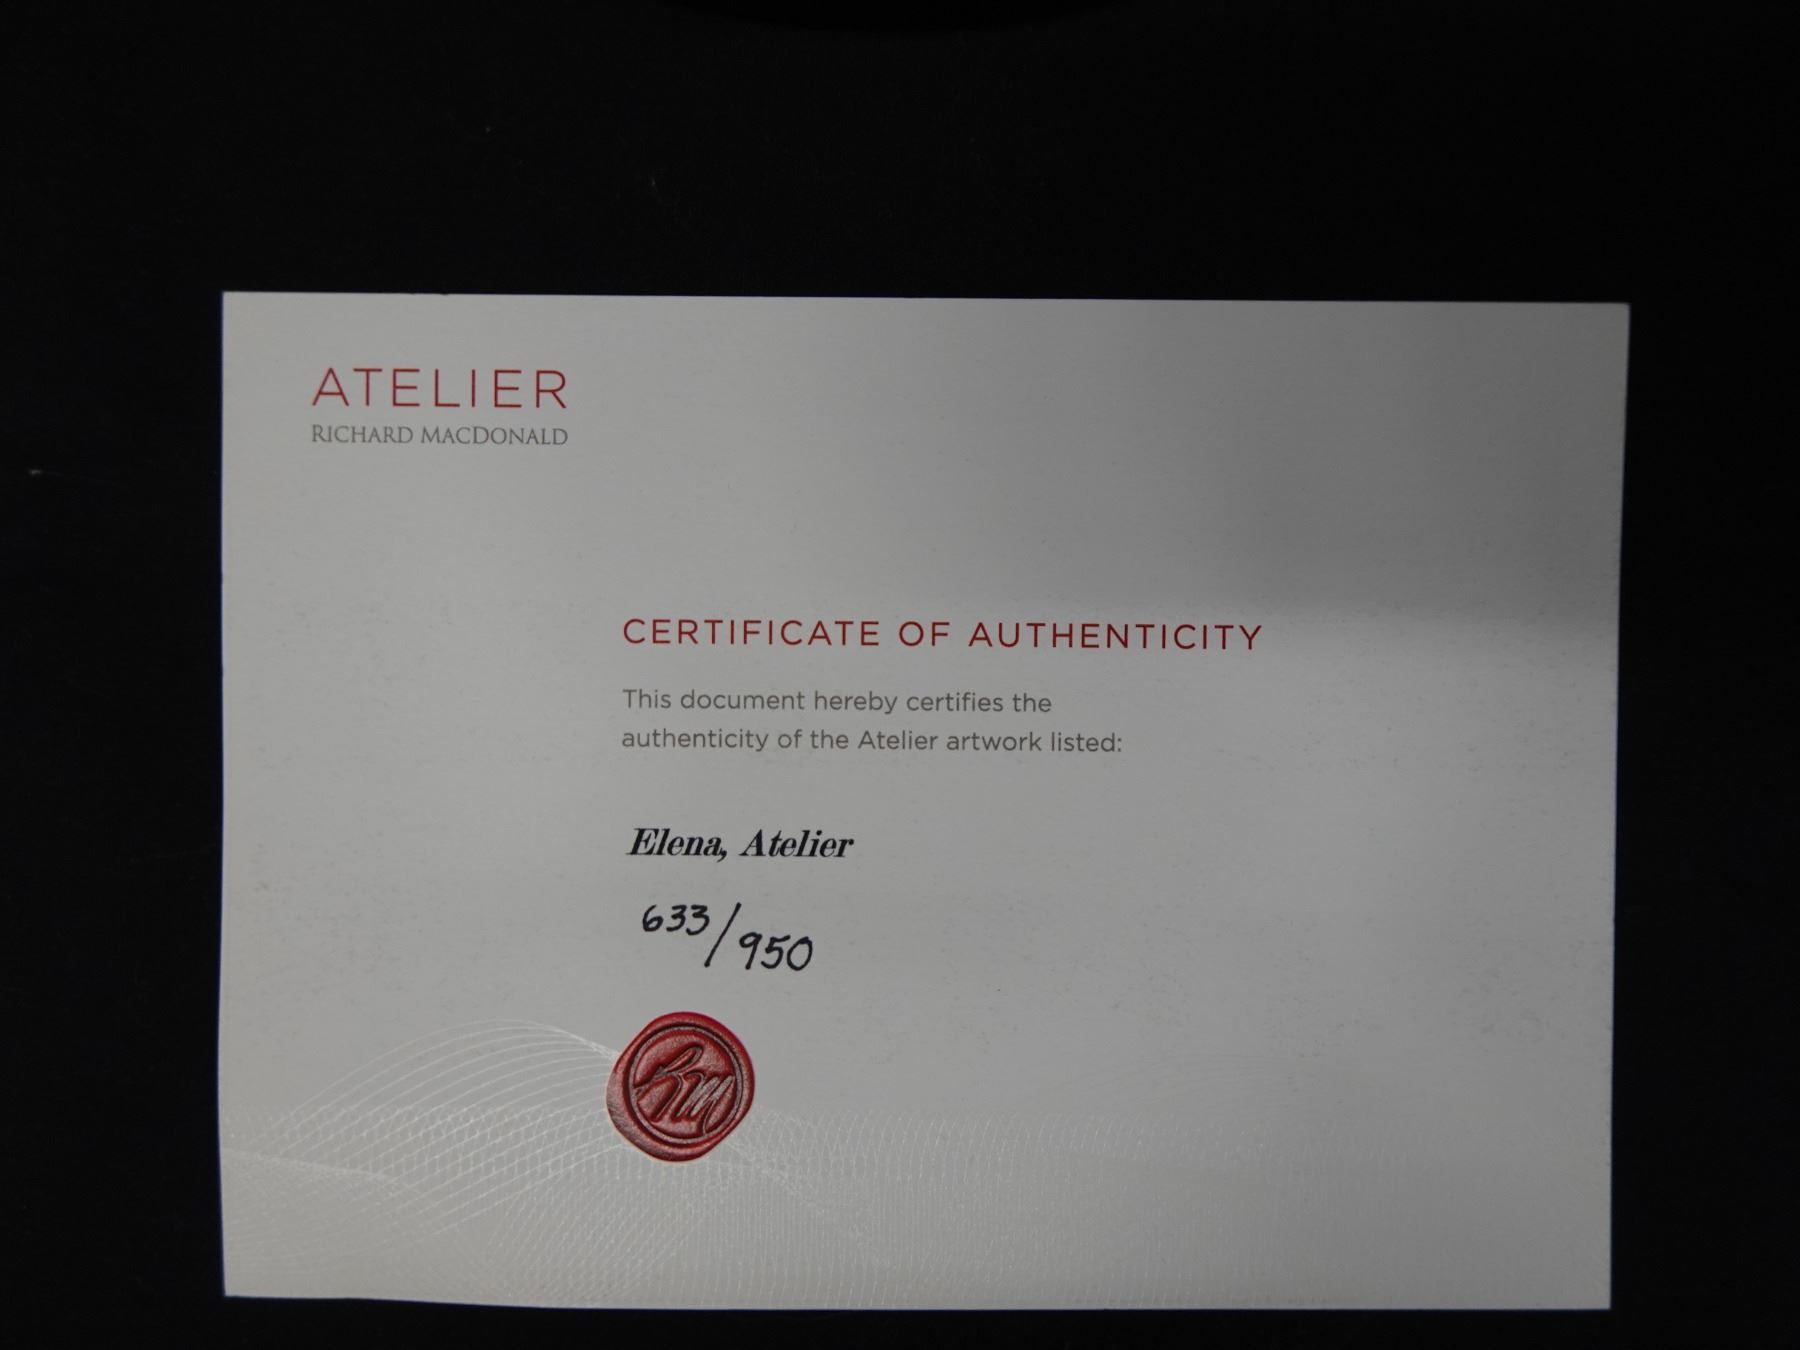 ATELIER
RICHARD MACDONALD
CERTIFICATE OF AUTHENTICITY
This document hereby certifies the
authenticity of the Atelier artwork listed:
Elena, Atelier
633/950
RM